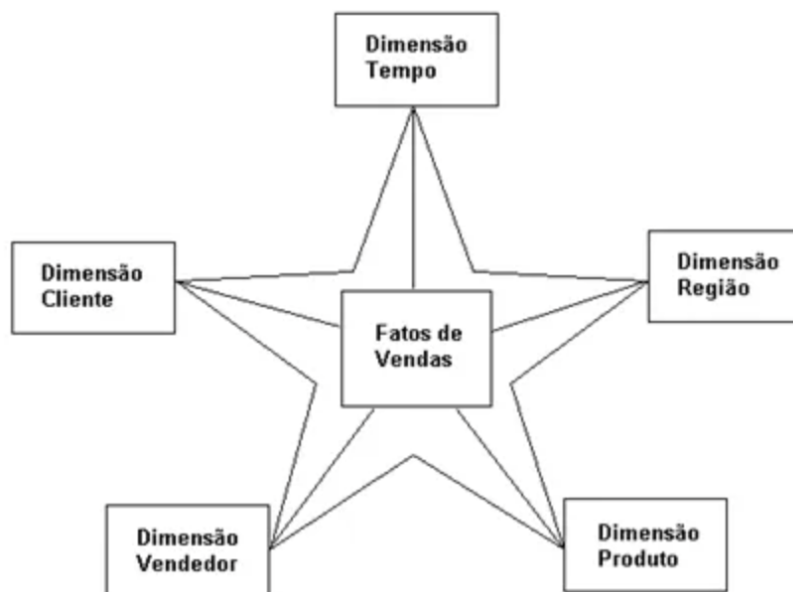 Dimensão
Tempo
Dimensão
Cliente
Dimensão
Região
Fatos de
Vendas
Dimensão
Vendedor
Dimensão
Produto